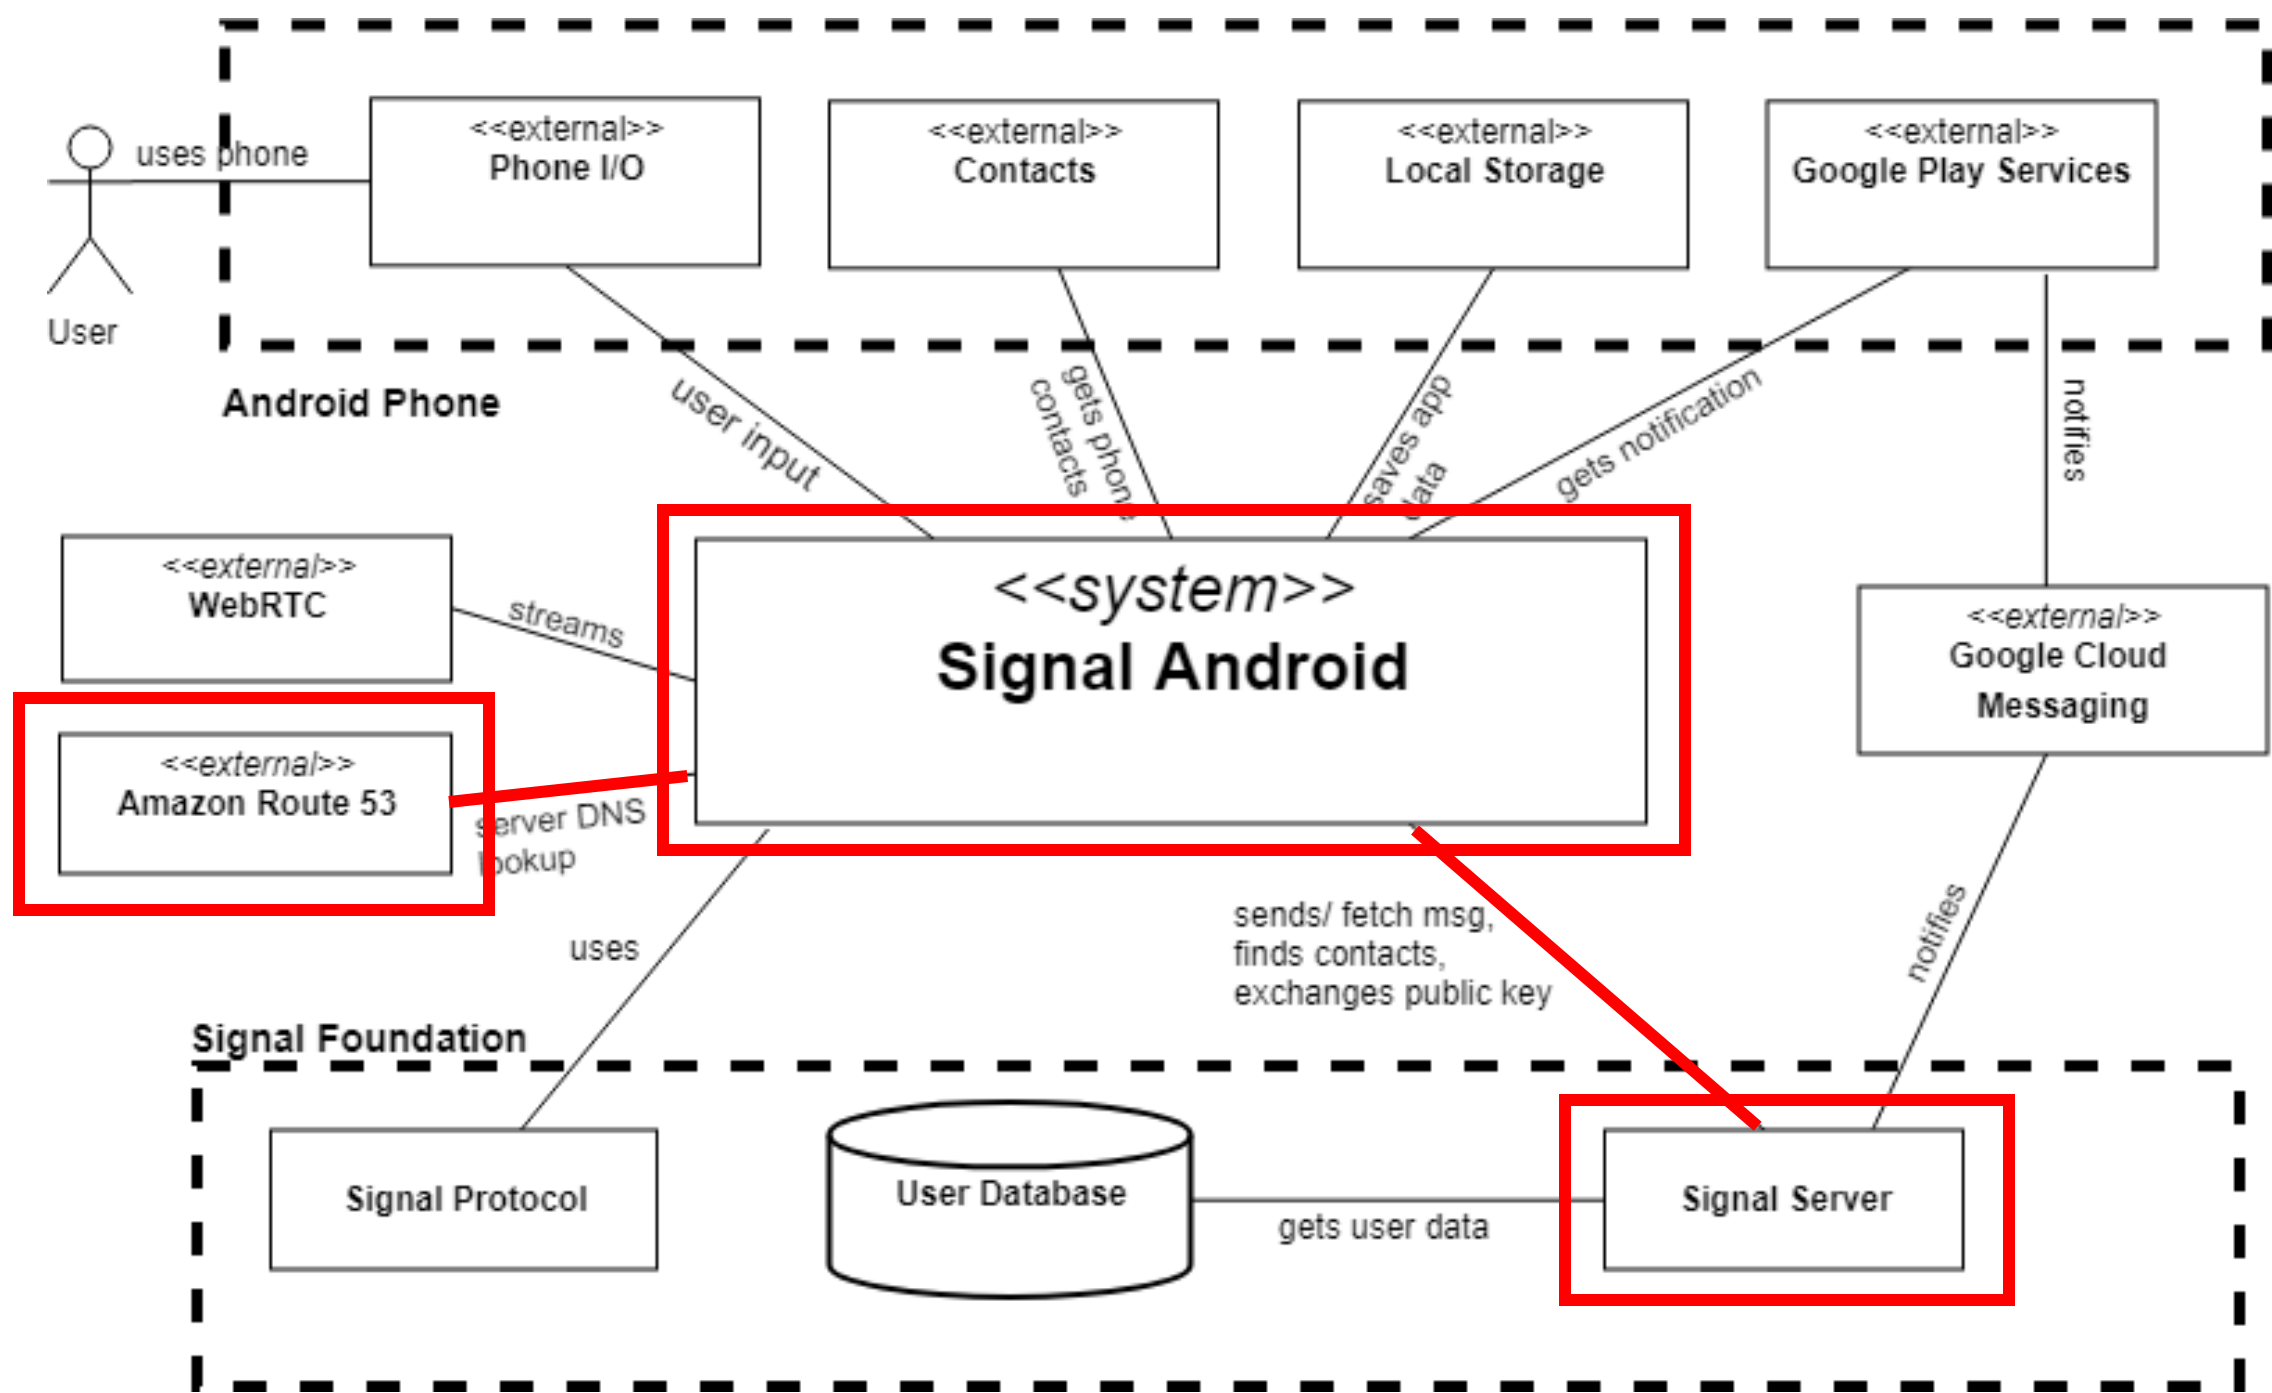 <<external>>
Phone I/O
<<external>>
Contacts
<<external>>
Local Storage
<<external>>
Google Play Services
uses phone
User
Android Phone
user input
gets phone
contacts
saves app
data
gets notification
notifies
<<external>>
WebRTC
streams
<<system>>
Signal Android
<<external>>
Google Cloud
Messaging
<<external>>
Amazon Route 53
server DNS
lookup
uses
sends/ fetch msg,
finds contacts,
exchanges public key
notifies
Signal Foundation
Signal Protocol
User Database
gets user data
Signal Server